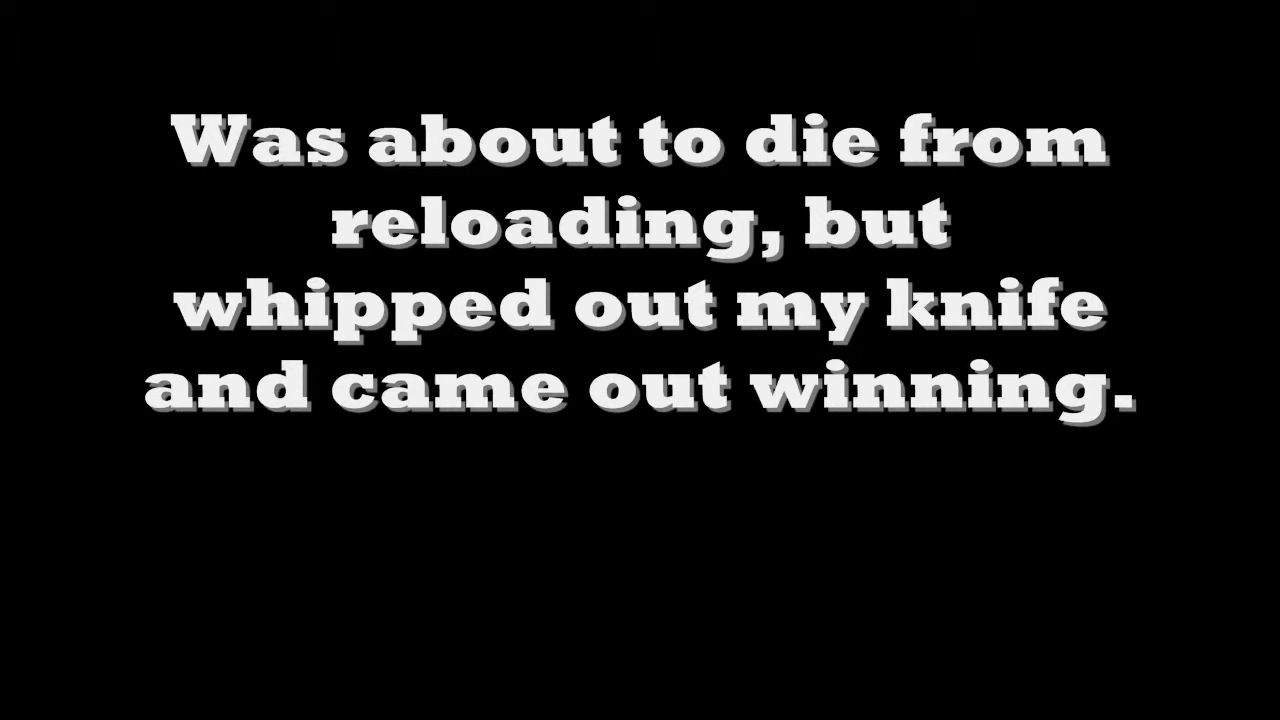 Was about to die from
reloading, but
whipped out my knife
and came out winning.